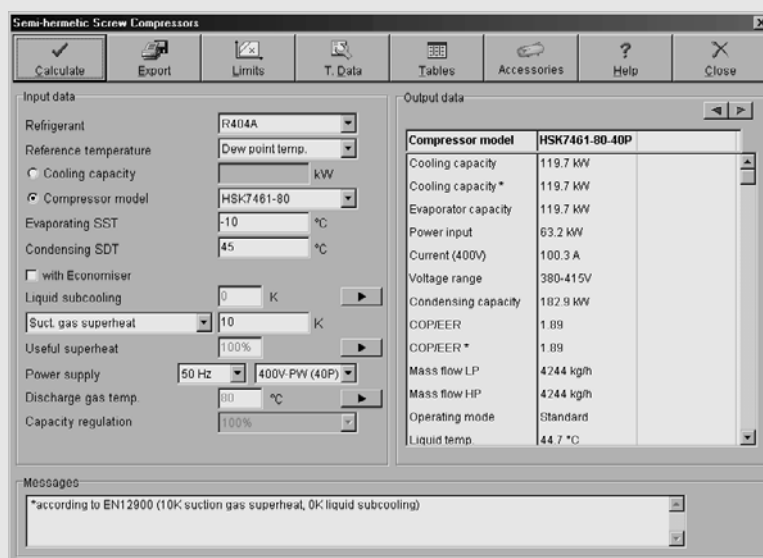 Semi-hermetic Screw Compressors
Calculate Export Limits T. Data Tables Accessories Help Close
Input data
Refrigerant R404A
Reference temperature Dew point temp.
Cooling capacity kW
Compressor model HSK7461-80
Evaporating SST -10 °C
Condensing SDT 45 °C
with Economiser
Liquid subcooling 0 K
Suct. gas superheat 10 K
Useful superheat 100%
Power supply 50 Hz 400V-PW (40P)
Discharge gas temp. 80 °C
Capacity regulation 100%
Output data
Compressor model HSK7461-80-40P
Cooling capacity 119.7 kW
Cooling capacity * 119.7 kW
Evaporator capacity 119.7 kW
Power input 63.2 kW
Current (400V) 100.3 A
Voltage range 380-415V
Condensing capacity 182.9 kW
COP/EER 1.89
COP/EER * 1.89
Mass flow LP 4244 kg/h
Mass flow HP 4244 kg/h
Operating mode Standard
Liquid temp. 44.7 °C
Messages
*according to EN12900 (10K suction gas superheat, 0K liquid subcooling)